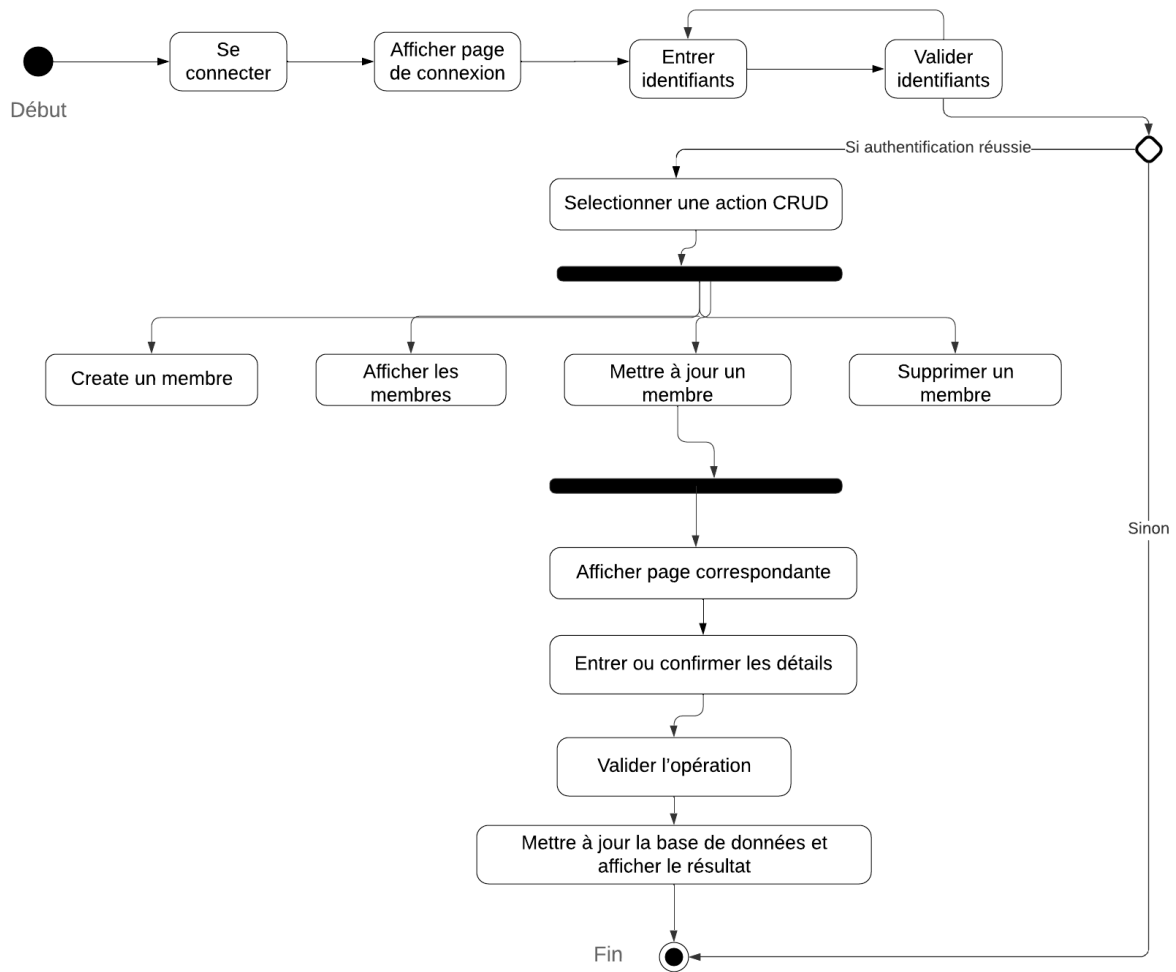 Se
connecter
Afficher page
de connexion
Entrer
identifiants
Valider
identifiants
Début
Si authentification réussie
Selectionner une action CRUD
Create un membre
Afficher les
membres
Mettre à jour un
membre
Supprimer un
membre
Sinon
Afficher page correspondante
Entrer ou confirmer les détails
Valider l’opération
Mettre à jour la base de données et
afficher le résultat
Fin